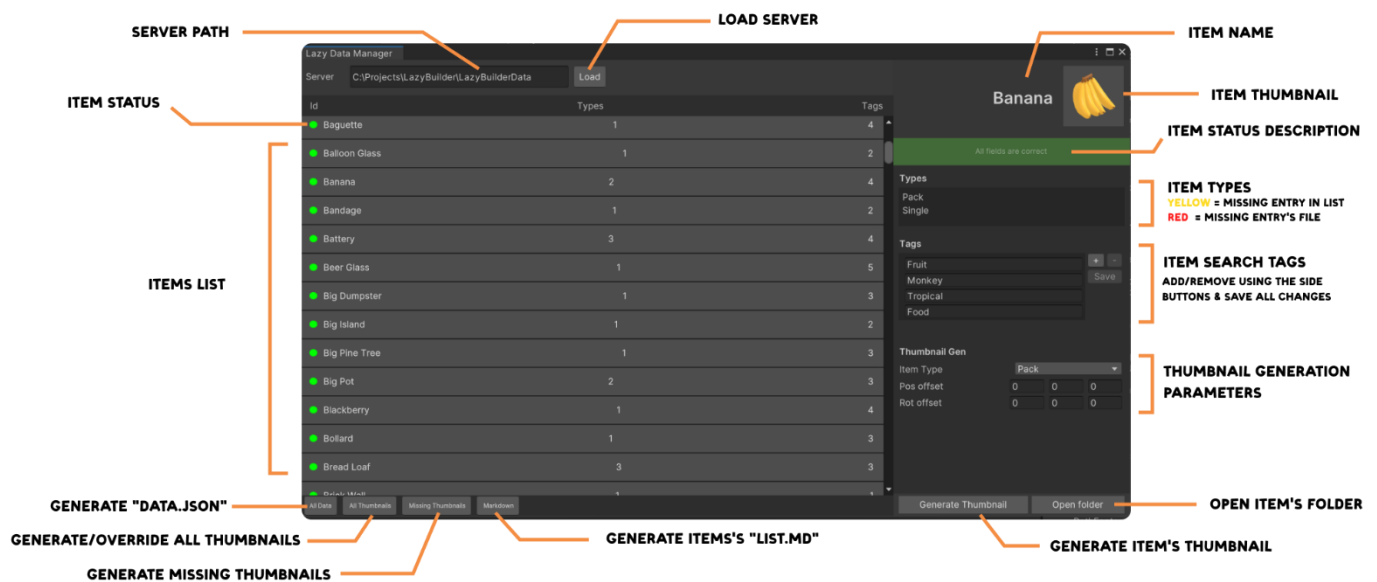 LOAD SERVER
SERVER PATH
ITEM NAME
Lazy Data Manager
Server C:\Projects\LazyBuilder\LazyBuilderData Load
ITEM STATUS
Id Types Tags
Baguette 1 4
Balloon Glass 1 2
Banana 2 4
Bandage 1 2
Battery 3 4
Beer Glass 1 5
Big Dumpster 1 3
Big Island 1 2
Big Pine Tree 1 3
Big Pot 2 3
Blackberry 1 4
Bollard 1 3
Bread Loaf 3 3
Brick Wall 1 1
ITEMS LIST
All Data All Thumbnails Missing Thumbnails Markdown
GENERATE "DATA.JSON"
GENERATE/OVERRIDE ALL THUMBNAILS
GENERATE MISSING THUMBNAILS
GENERATE ITEMS'S "LIST.MD"
Banana
ITEM THUMBNAIL
ITEM STATUS DESCRIPTION
All fields are correct
Types
Pack
Single
ITEM TYPES
YELLOW = MISSING ENTRY IN LIST
RED = MISSING ENTRY'S FILE
Tags
Fruit
Monkey
Tropical
Food
+ -
Save
ITEM SEARCH TAGS
ADD/REMOVE USING THE SIDE
BUTTONS & SAVE ALL CHANGES
Thumbnail Gen
Item Type Pack
Pos offset 0 0 0
Rot offset 0 0 0
THUMBNAIL GENERATION
PARAMETERS
Generate Thumbnail Open folder
OPEN ITEM'S FOLDER
GENERATE ITEM'S THUMBNAIL